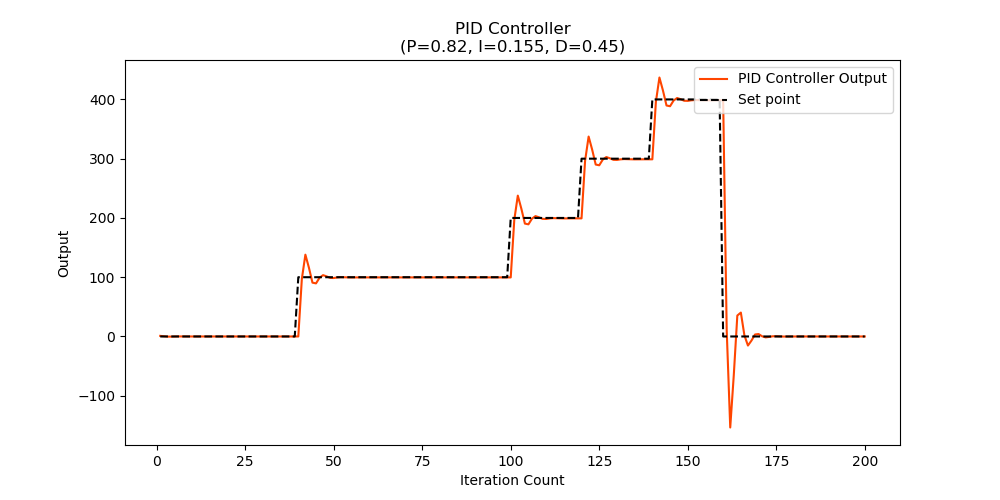 PID Controller
(P=0.82, I=0.155, D=0.45)
PID Controller Output
Set point
Output
400
300
200
100
0
−100
0 25 50 75 100 125 150 175 200
Iteration Count